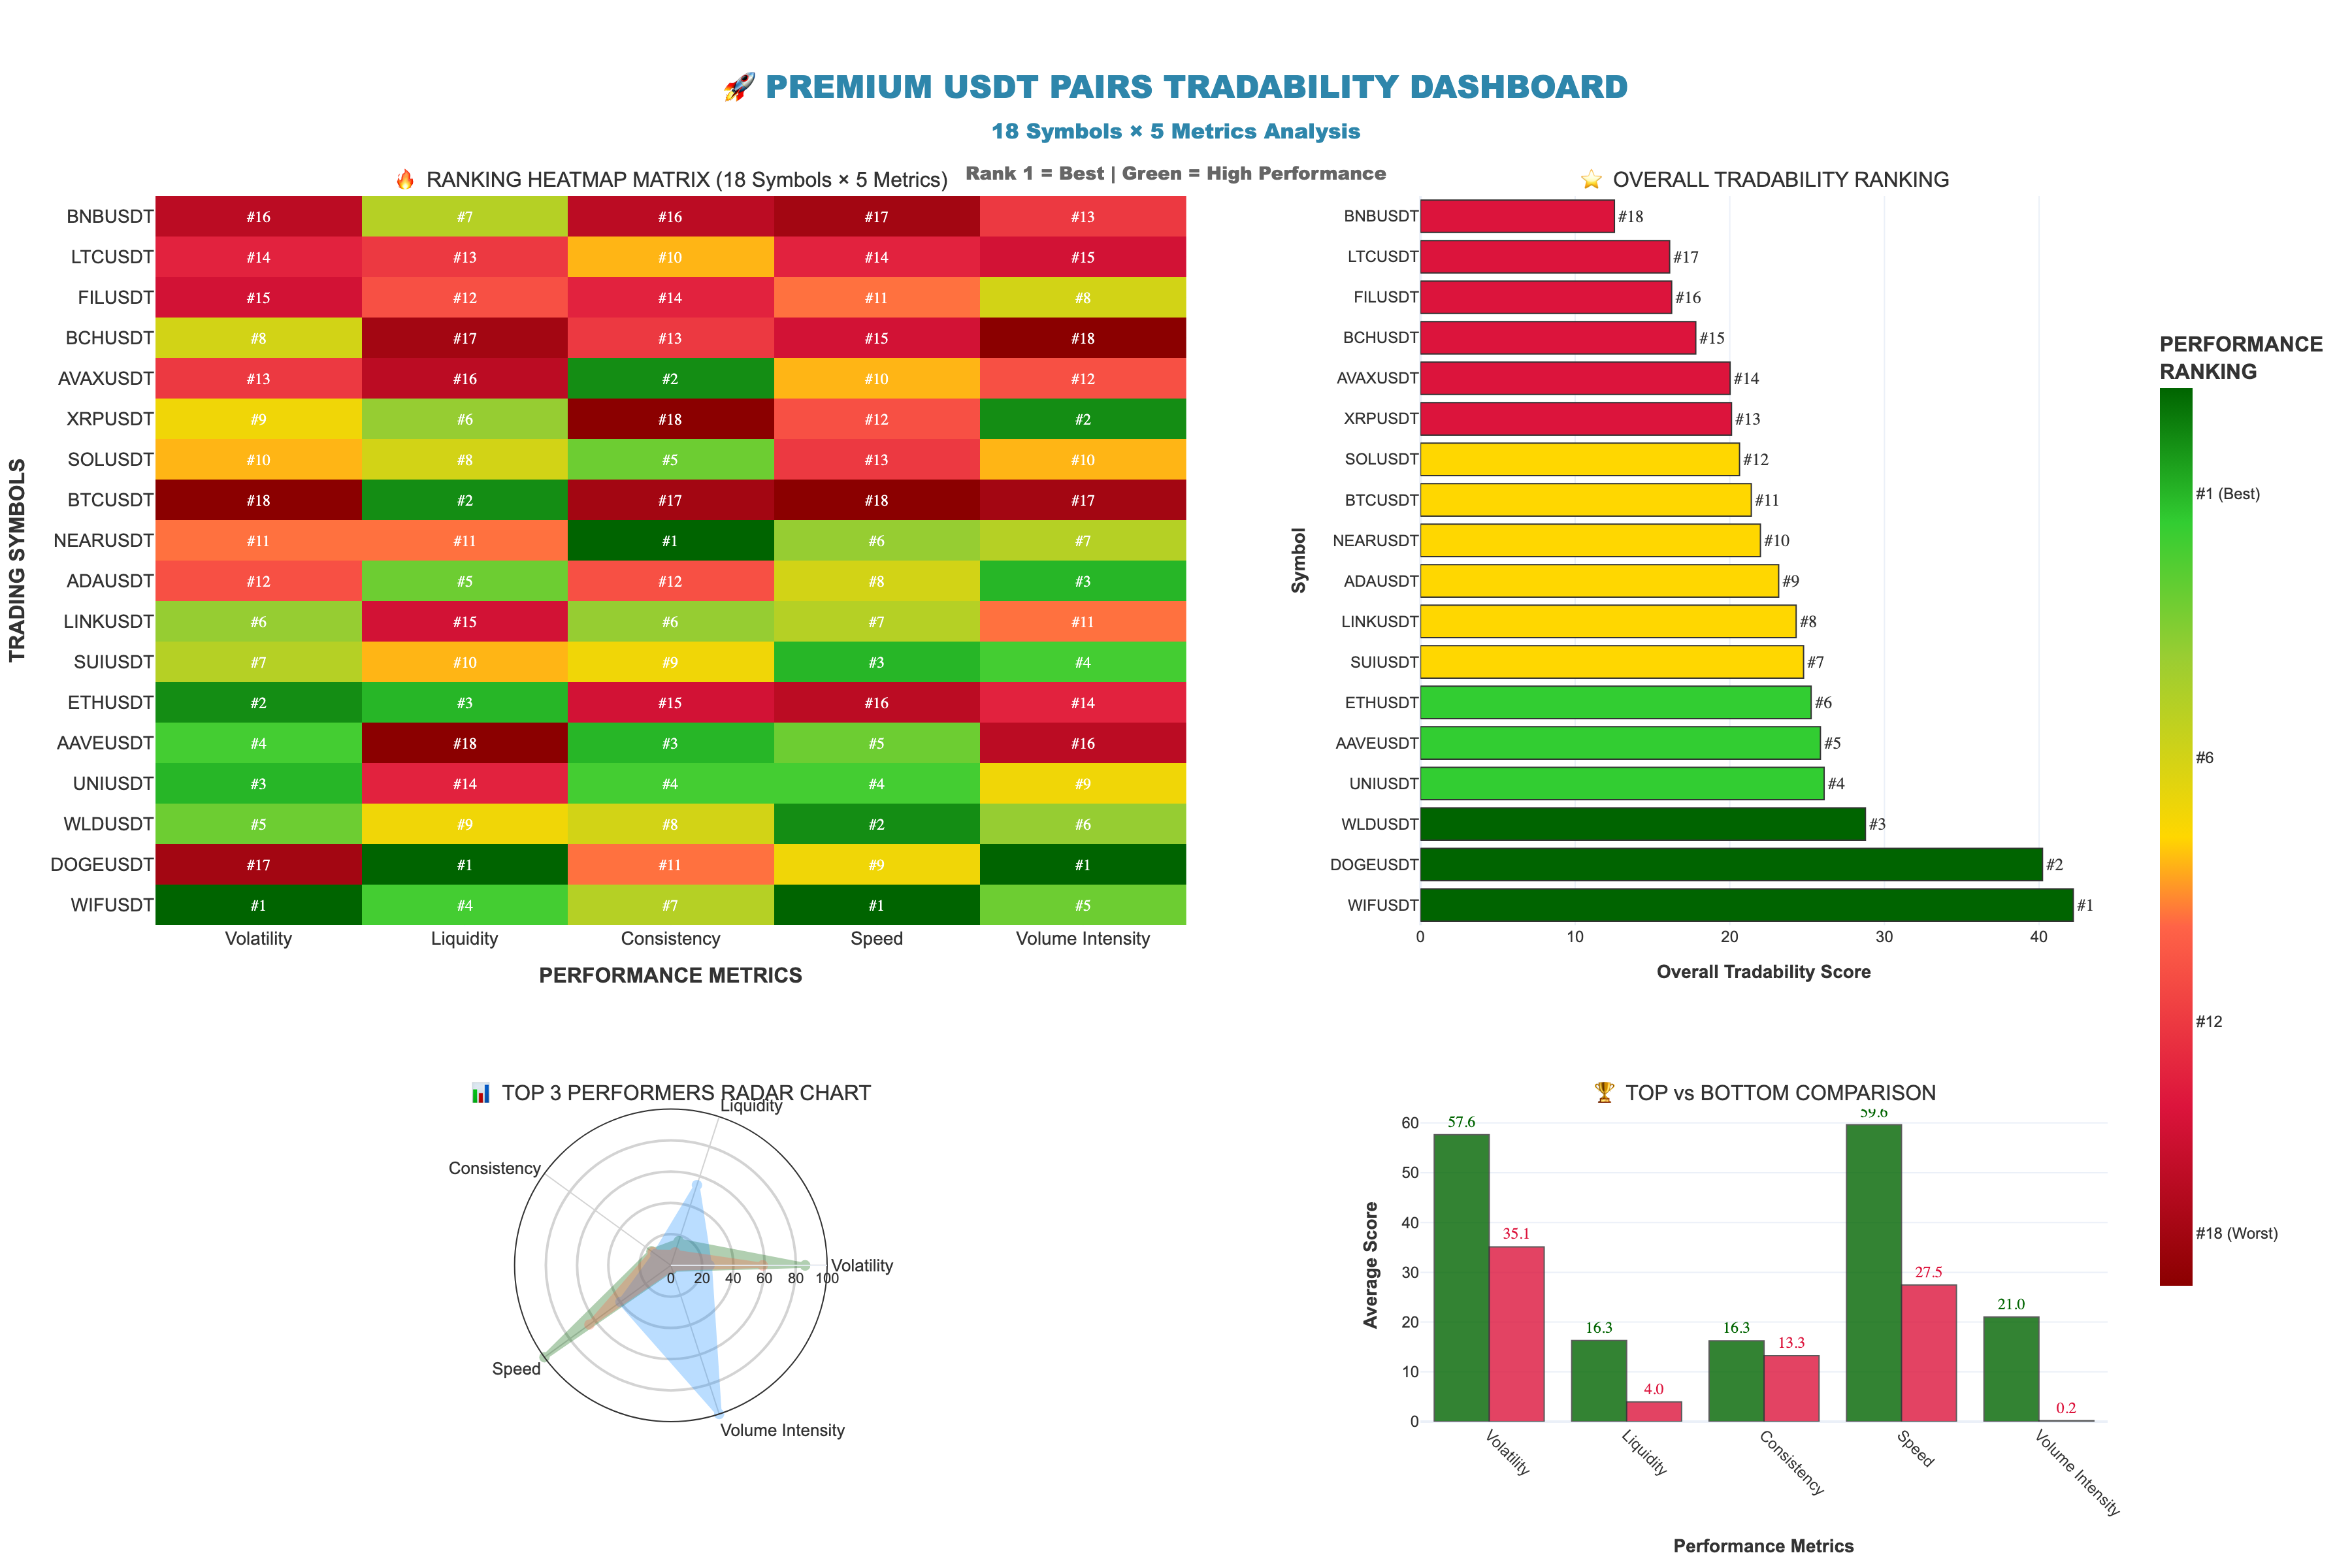 🚀 PREMIUM USDT PAIRS TRADABILITY DASHBOARD
18 Symbols × 5 Metrics Analysis
Rank 1 = Best | Green = High Performance
🔥 RANKING HEATMAP MATRIX (18 Symbols × 5 Metrics)
TRADING SYMBOLS
BNBUSDT #16 #7 #16 #17 #13
LTCUSDT #14 #13 #10 #14 #15
FILUSDT #15 #12 #14 #11 #8
BCHUSDT #8 #17 #13 #15 #18
AVAXUSDT #13 #16 #2 #10 #12
XRPUSDT #9 #6 #18 #12 #2
SOLUSDT #10 #8 #5 #13 #10
BTCUSDT #18 #2 #17 #18 #17
NEARUSDT #11 #11 #1 #6 #7
ADAUSDT #12 #5 #12 #8 #3
LINKUSDT #6 #15 #6 #7 #11
SUIUSDT #7 #10 #9 #3 #4
ETHUSDT #2 #3 #15 #16 #14
AAVEUSDT #4 #18 #3 #5 #16
UNIUSDT #3 #14 #4 #4 #9
WLDUSDT #5 #9 #8 #2 #6
DOGEUSDT #17 #1 #11 #9 #1
WIFUSDT #1 #4 #7 #1 #5
Volatility Liquidity Consistency Speed Volume Intensity
PERFORMANCE METRICS
⭐ OVERALL TRADABILITY RANKING
Symbol
BNBUSDT #18
LTCUSDT #17
FILUSDT #16
BCHUSDT #15
AVAXUSDT #14
XRPUSDT #13
SOLUSDT #12
BTCUSDT #11
NEARUSDT #10
ADAUSDT #9
LINKUSDT #8
SUIUSDT #7
ETHUSDT #6
AAVEUSDT #5
UNIUSDT #4
WLDUSDT #3
DOGEUSDT #2
WIFUSDT #1
0 10 20 30 40
Overall Tradability Score
PERFORMANCE
RANKING
#1 (Best)
#6
#12
#18 (Worst)
📊 TOP 3 PERFORMERS RADAR CHART
Liquidity
Consistency
Volatility
0 20 40 60 80 100
Speed
Volume Intensity
🏆 TOP vs BOTTOM COMPARISON
Average Score
60
50
40
30
20
10
0
57.6 35.1
16.3 4.0
16.3 13.3
59.6 27.5
21.0 0.2
Volatility Liquidity Consistency Speed Volume Intensity
Performance Metrics